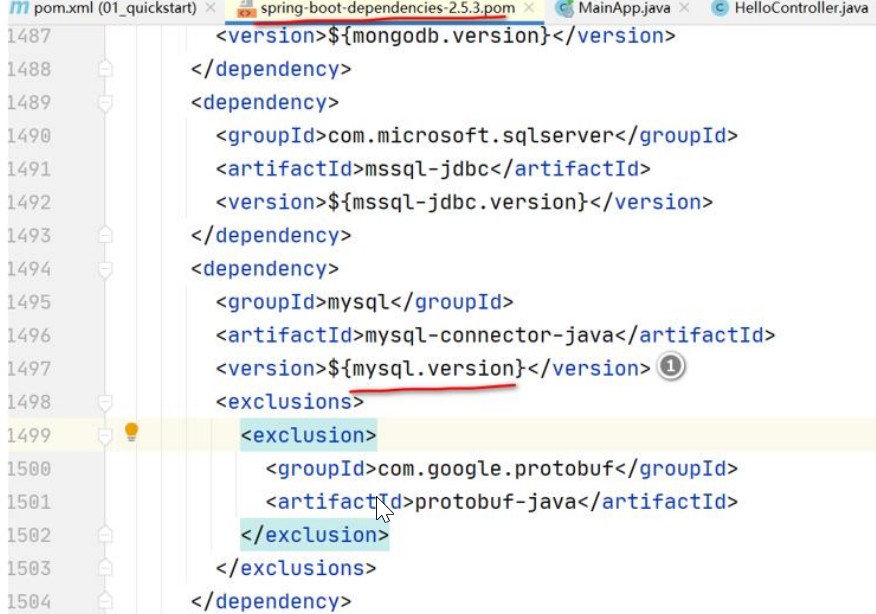 m pom.xml (01_quickstart) × spring-boot-dependencies-2.5.3.pom × C MainApp.java × C HelloController.java
1487 <version>${mongodb.version}</version>
1488 </dependency>
1489 <dependency>
1490 <groupId>com.microsoft.sqlserver</groupId>
1491 <artifactId>mssql-jdbc</artifactId>
1492 <version>${mssql-jdbc.version}</version>
1493 </dependency>
1494 <dependency>
1495 <groupId>mysql</groupId>
1496 <artifactId>mysql-connector-java</artifactId>
1497 <version>${mysql.version}</version> 1
1498 <exclusions>
1499 <exclusion>
1500 <groupId>com.google.protobuf</groupId>
1501 <artifactId>protobuf-java</artifactId>
1502 </exclusion>
1503 </exclusions>
1504 </dependency>